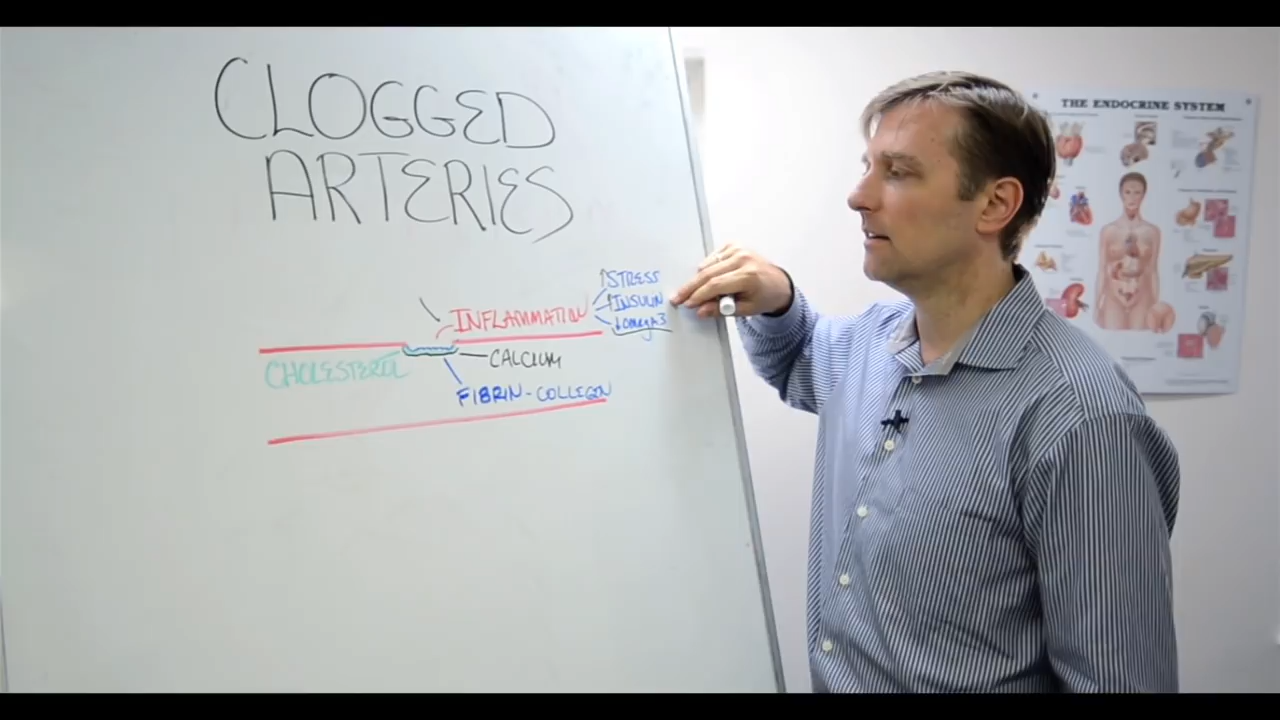 CLOGGED
ARTERIES
↑STRESS
↑INSULIN
↓OMEGA3
INFLAMMATION
CHOLESTEROL
CALCIUM
FIBRIN-COLLEGEN
THE ENDOCRINE SYSTEM